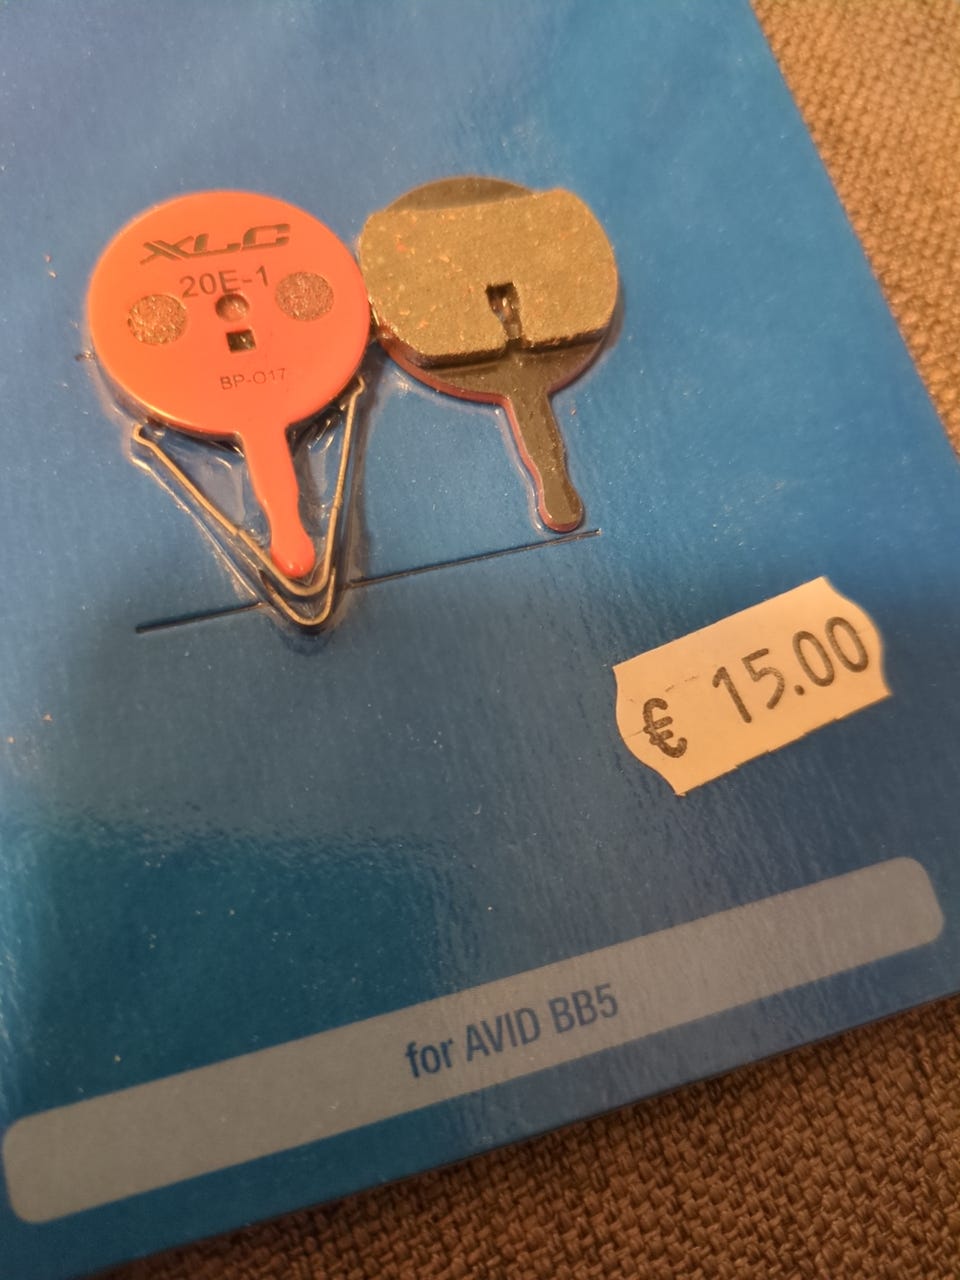 XLC
20E-1
BP-O17
€ 15.00
for AVID BB5